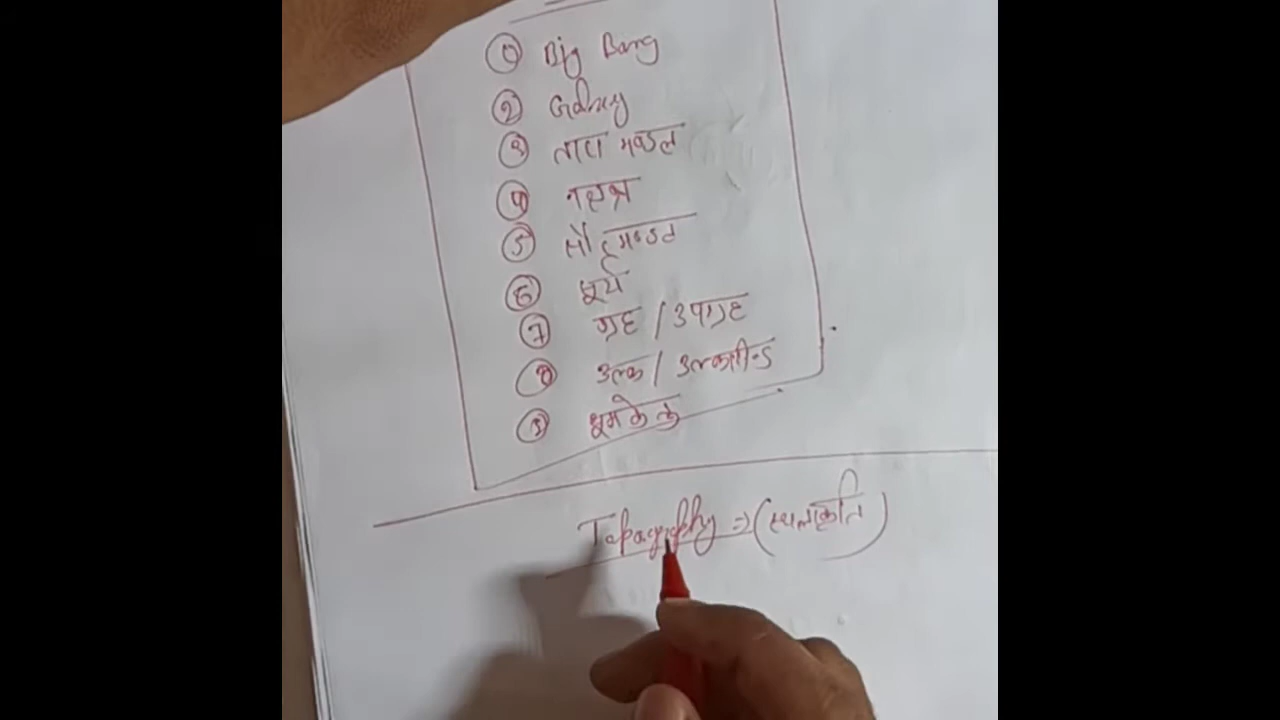 ① Big Bang
② Galaxy
③ तारा मण्डल
④ नक्षत्र
⑤ सौरमण्डल
⑥ सूर्य
⑦ ग्रह / उपग्रह
⑧ उल्का / उल्कापीन्ड
⑨ धूमकेतु
Topography => (स्थलाकृति)